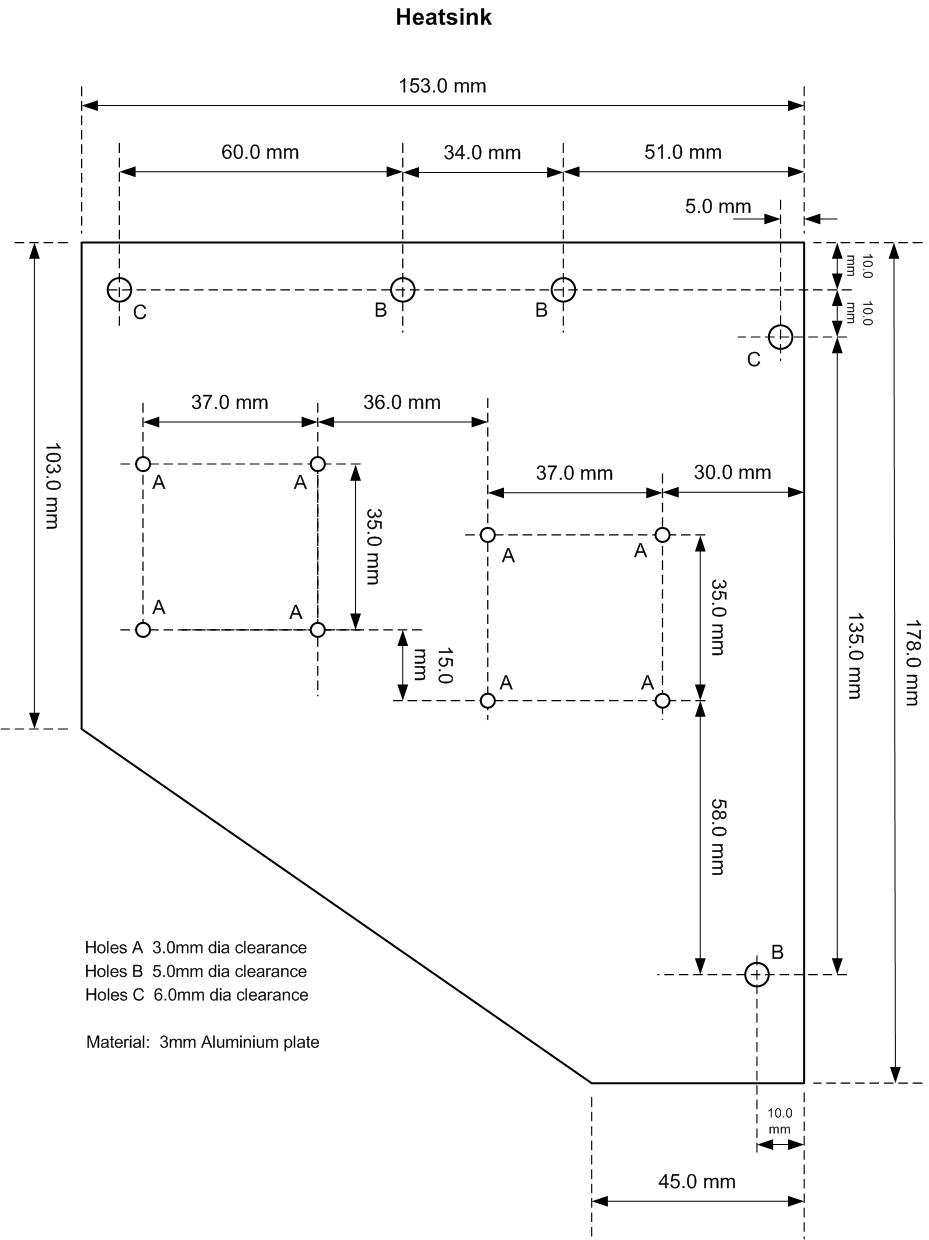 Heatsink
153.0 mm
60.0 mm
34.0 mm
51.0 mm
5.0 mm
10.0
mm
10.0
mm
C
B
B
C
37.0 mm
36.0 mm
103.0 mm
A
A
35.0 mm
37.0 mm
30.0 mm
A
A
A
A
35.0 mm
135.0 mm
178.0 mm
15.0
mm
A
A
58.0 mm
Holes A 3.0mm dia clearance
Holes B 5.0mm dia clearance
Holes C 6.0mm dia clearance
Material: 3mm Aluminium plate
B
10.0
mm
45.0 mm